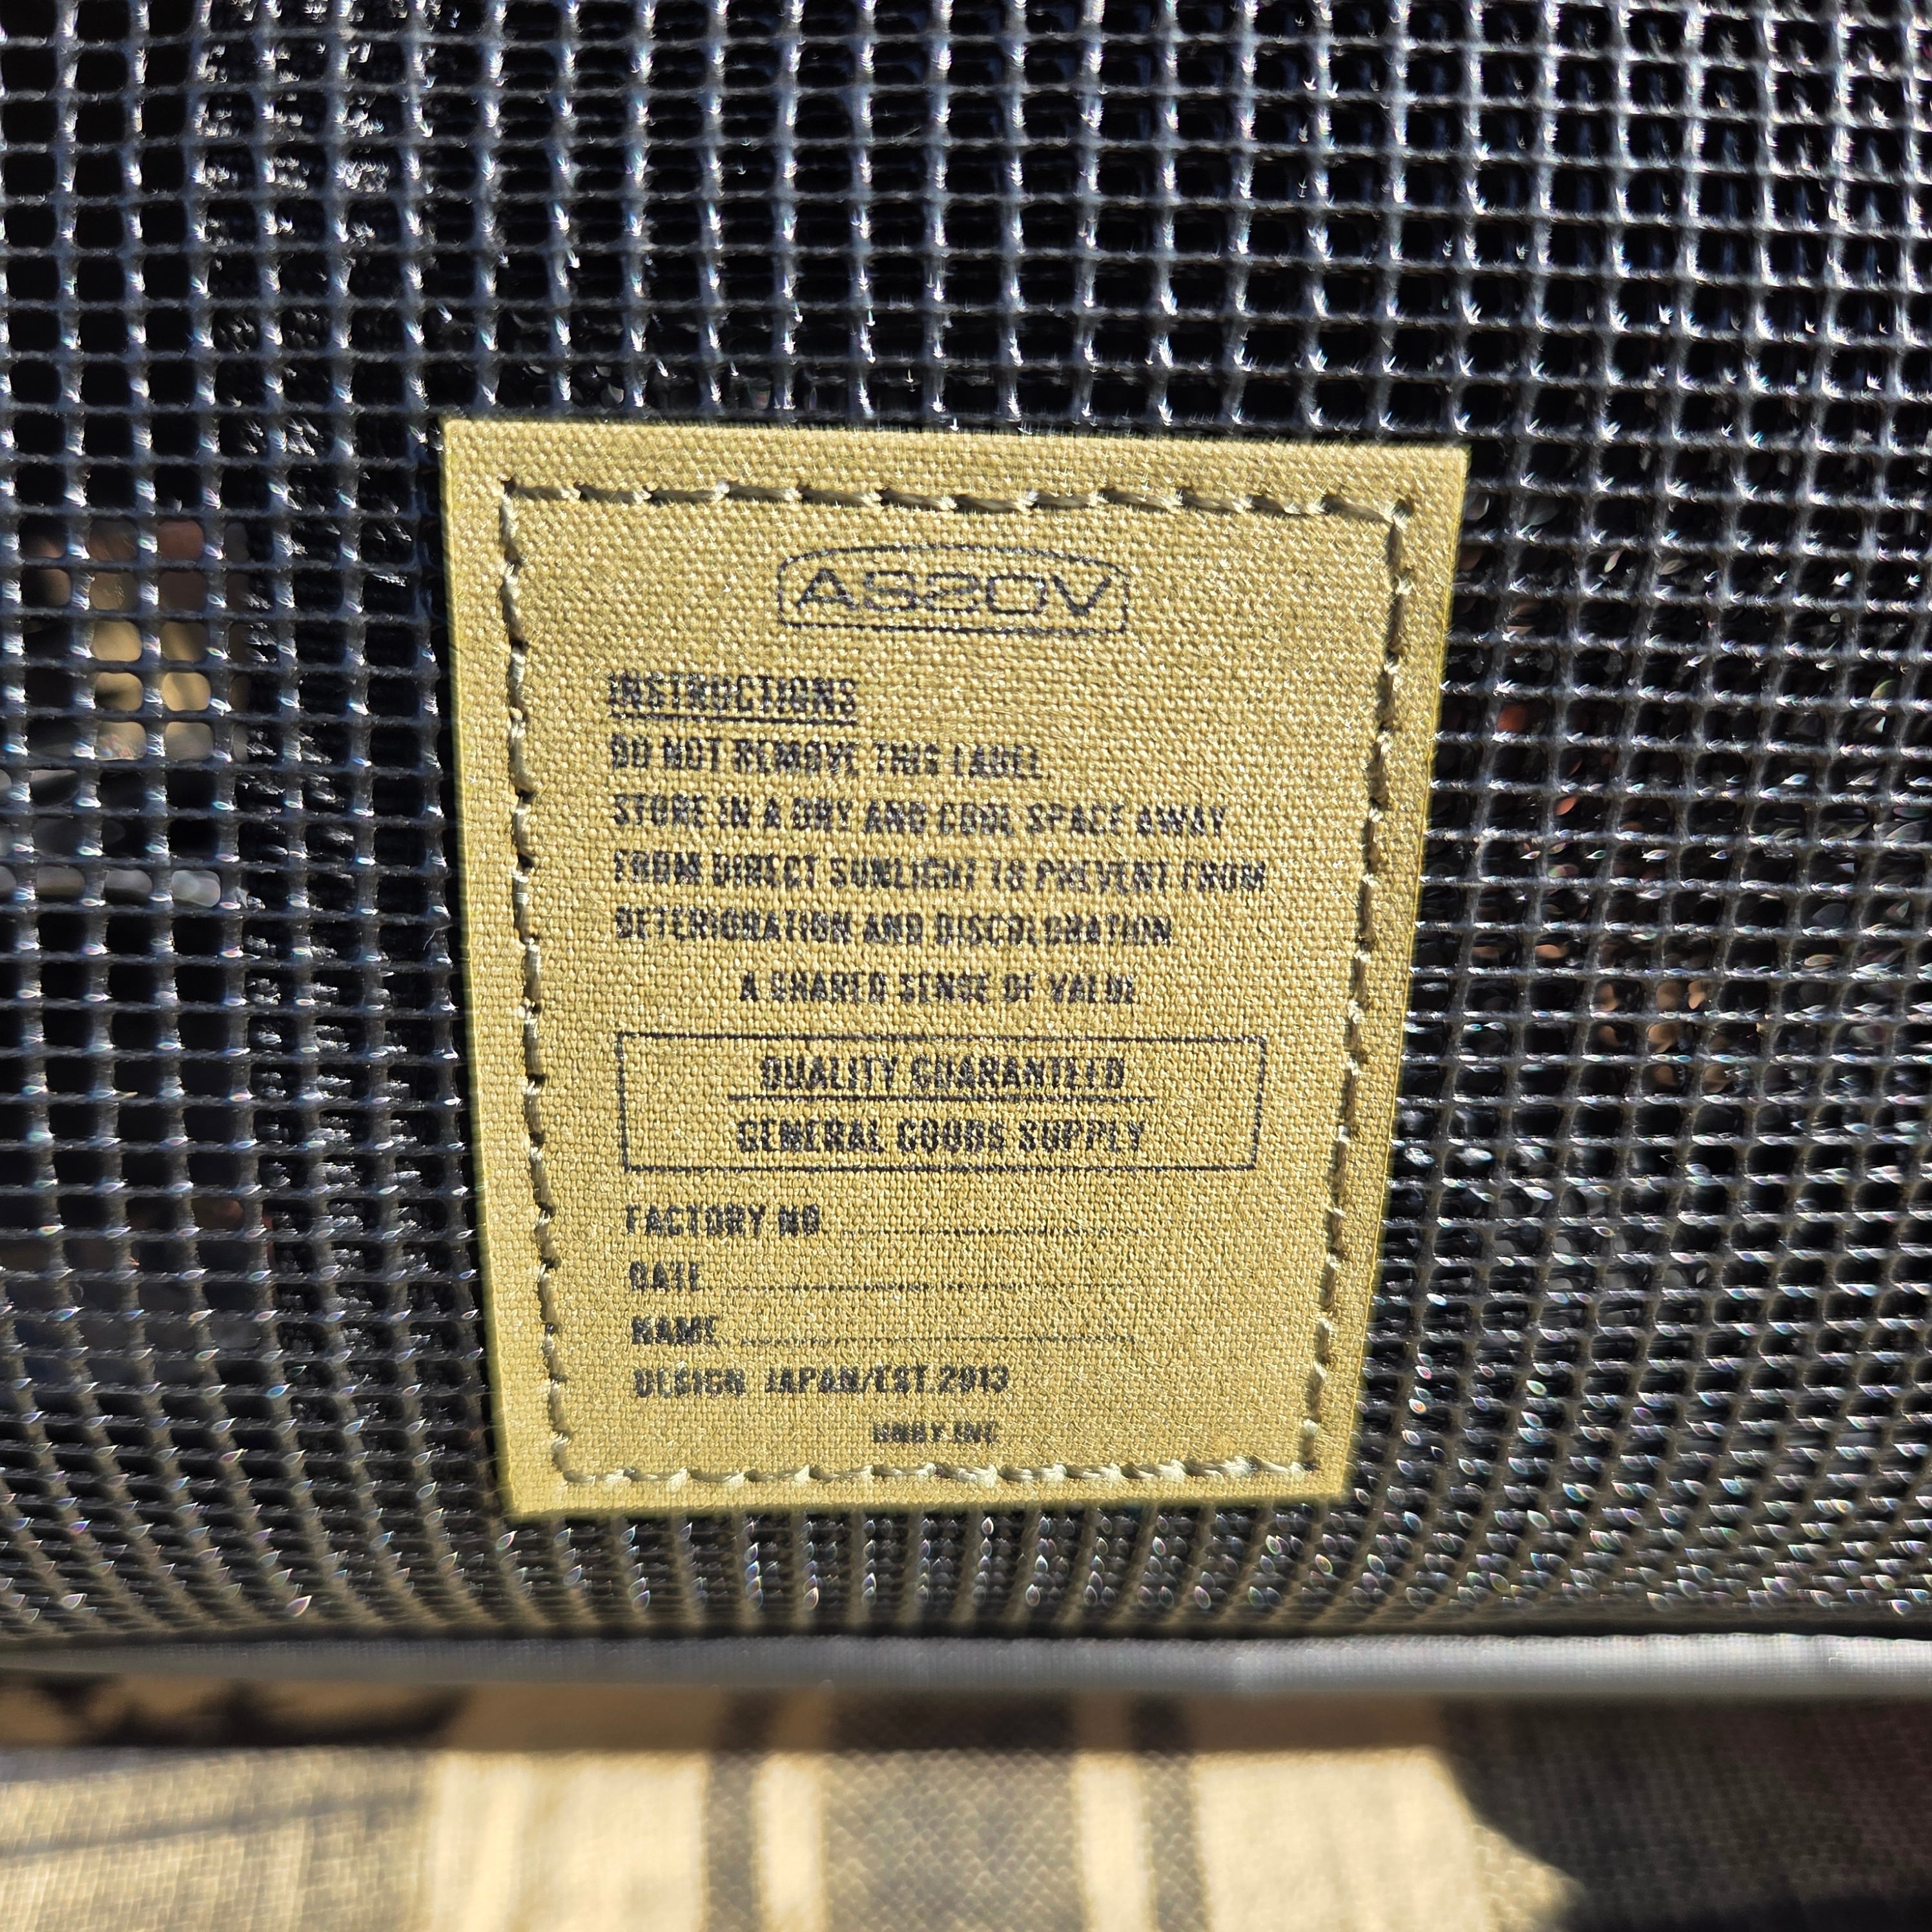 AS2OV
INSTRUCTIONS
DO NOT REMOVE THIS LABEL
STORE IN A DRY AND COOL SPACE AWAY
FROM DIRECT SUNLIGHT TO PREVENT FROM
DETERIORATION AND DISCOLORATION
A SHARED SENSE OF VALUE
QUALITY GUARANTEED
GENERAL GOODS SUPPLY
FACTORY NO
DATE
NAME
DESIGN JAPAN/EST.2013
UNBY.INC